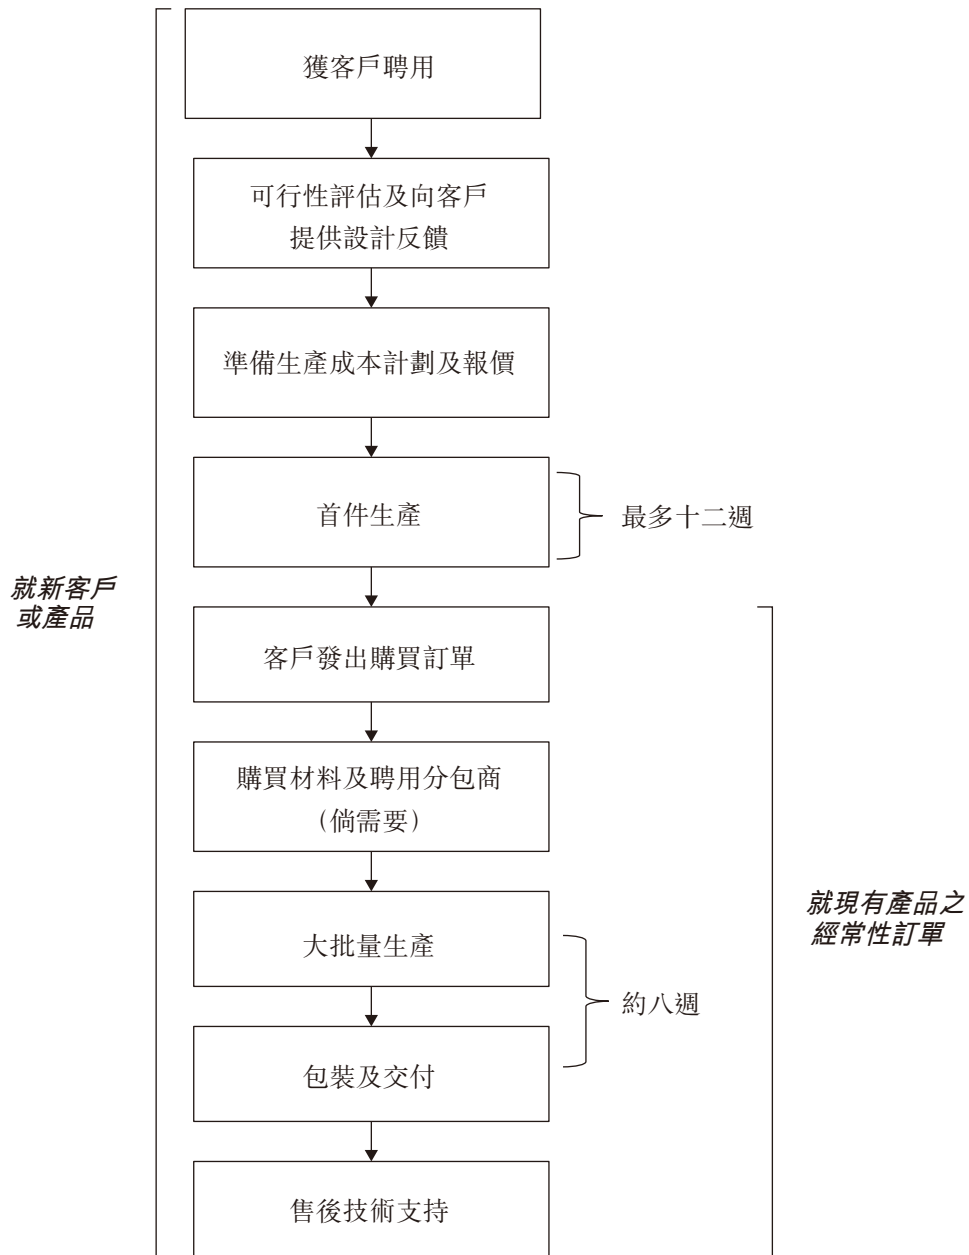 獲客戶聘用
可行性評估及向客戶
提供設計反饋
準備生產成本計劃及報價
首件生產
最多十二週
就新客戶
或產品
客戶發出購買訂單
購買材料及聘用分包商
（倘需要）
就現有產品之
經常性訂單
大批量生產
約八週
包裝及交付
售後技術支持